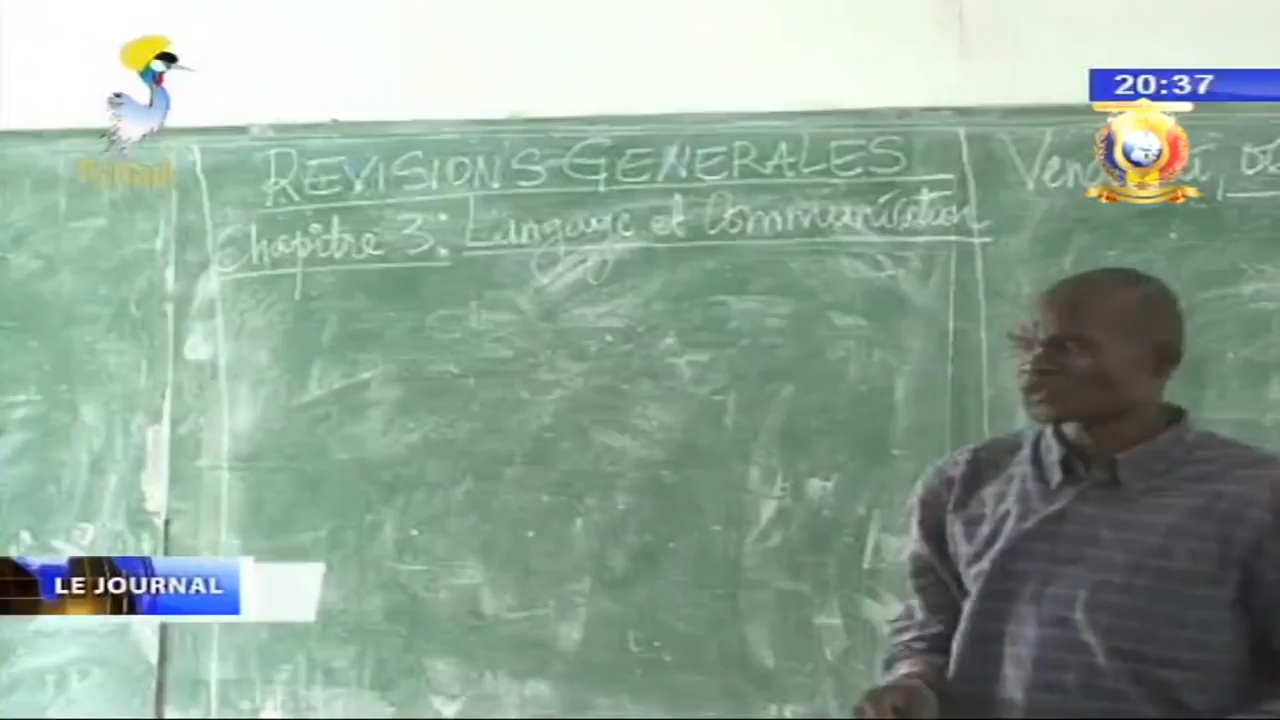 20:37
REVISIONS GENERALES
Chapitre 3: Langage et Communication
LE JOURNAL